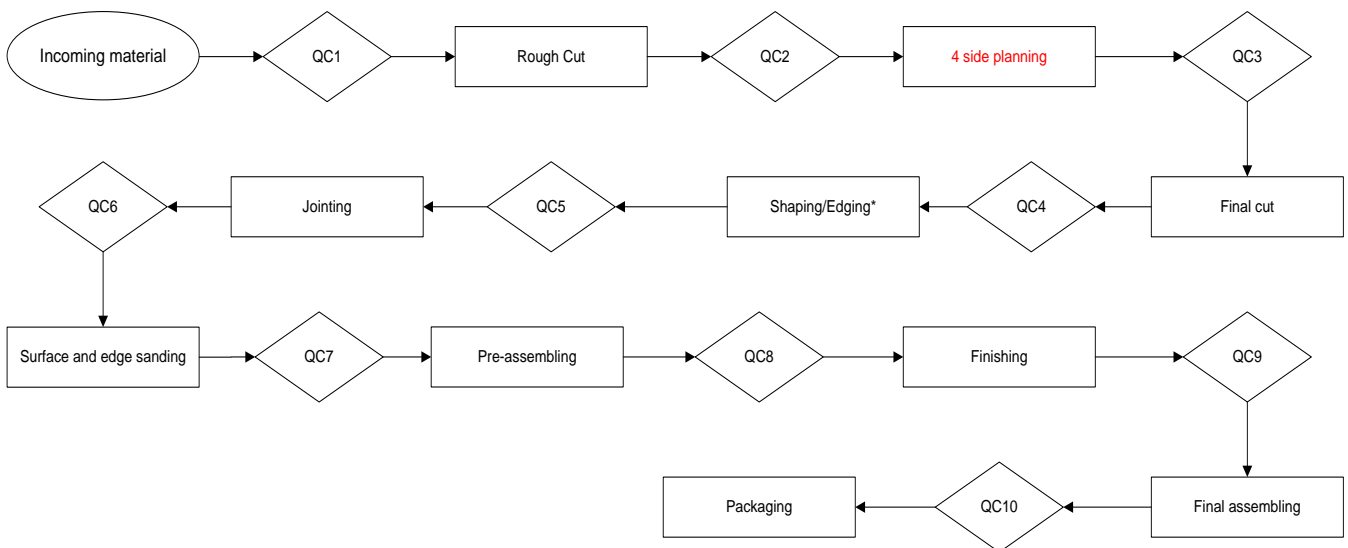 Incoming material
QC1
Rough Cut
QC2
4 side planning
QC3
QC6
Jointing
QC5
Shaping/Edging*
QC4
Final cut
Surface and edge sanding
QC7
Pre-assembling
QC8
Finishing
QC9
Packaging
QC10
Final assembling